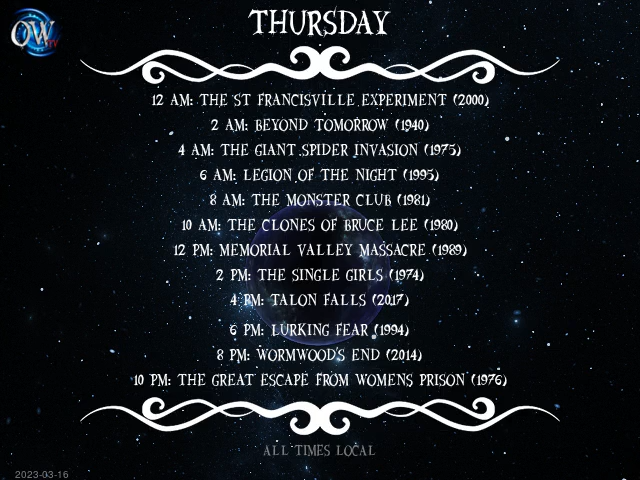 OW TV
THURSDAY
12 AM: THE ST FRANCISVILLE EXPERIMENT (2000)
2 AM: BEYOND TOMORROW (1940)
4 AM: THE GIANT SPIDER INVASION (1975)
6 AM: LEGION OF THE NIGHT (1995)
8 AM: THE MONSTER CLUB (1981)
10 AM: THE CLONES OF BRUCE LEE (1980)
12 PM: MEMORIAL VALLEY MASSACRE (1989)
2 PM: THE SINGLE GIRLS (1974)
4 PM: TALON FALLS (2017)
6 PM: LURKING FEAR (1994)
8 PM: WORMWOOD'S END (2014)
10 PM: THE GREAT ESCAPE FROM WOMENS PRISON (1976)
ALL TIMES LOCAL
2023-03-16